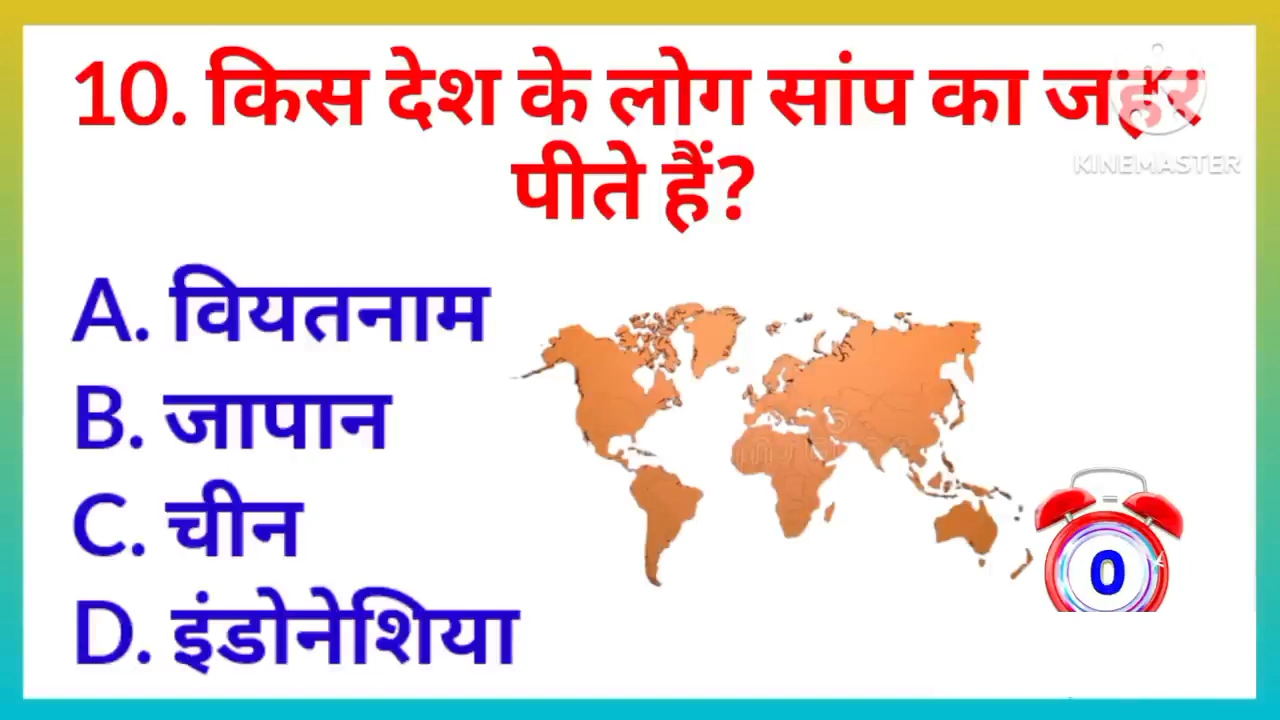 10. किस देश के लोग सांप का जहर
पीते हैं?
KINEMASTER
A. वियतनाम
B. जापान
C. चीन
D. इंडोनेशिया
0